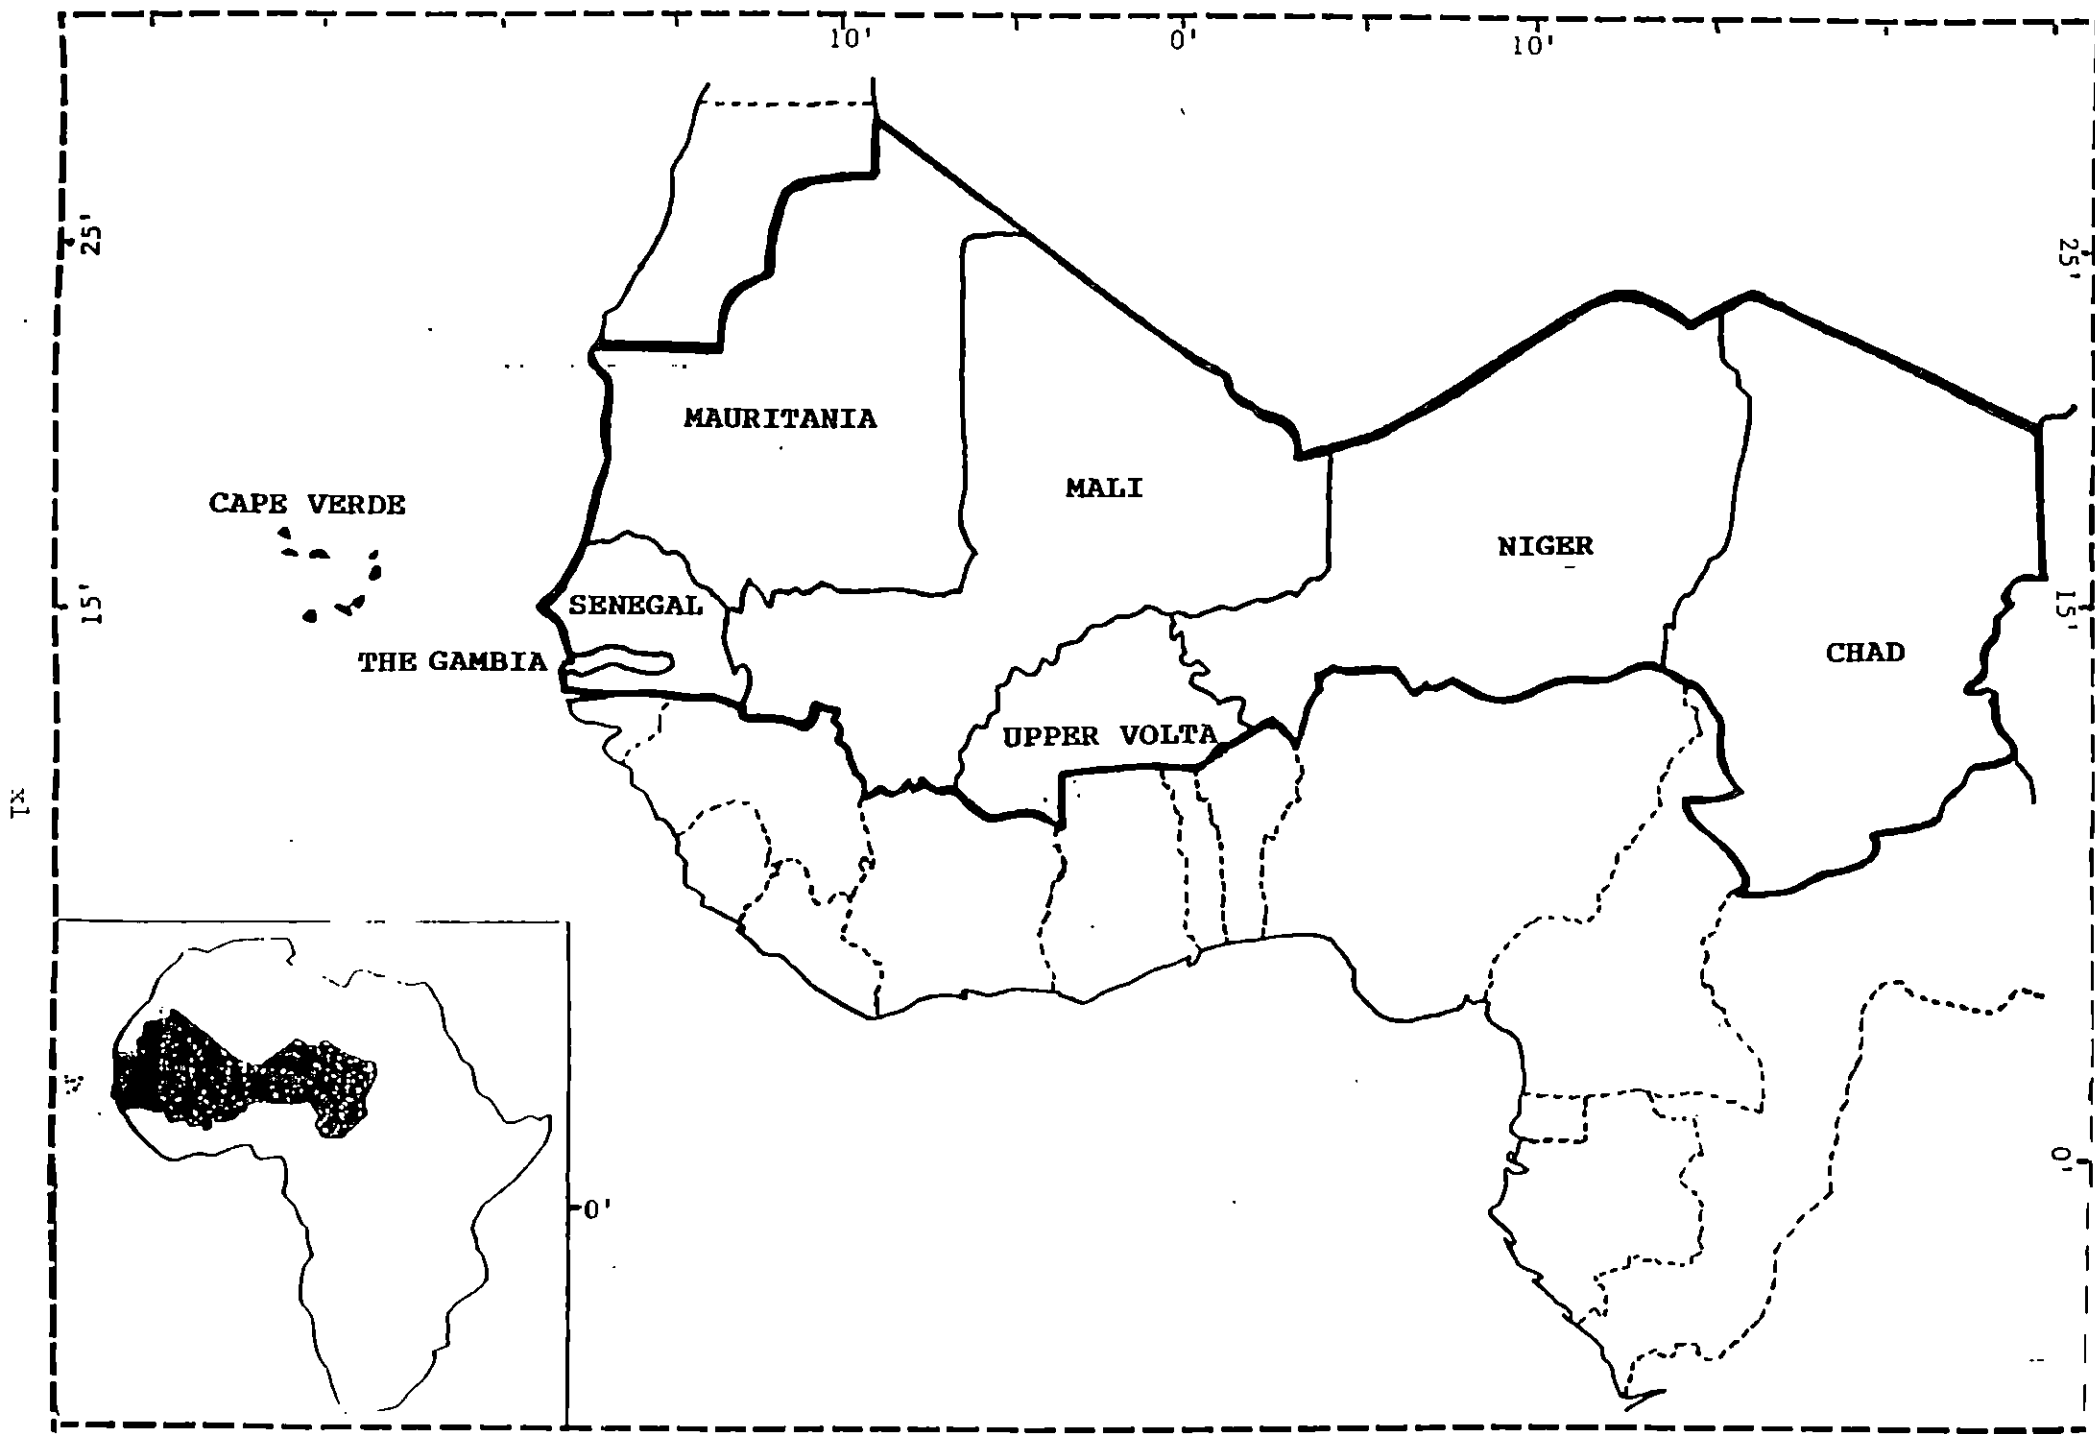 10'
0'
10'
25'
25'
MAURITANIA
MALI
CAPE VERDE
NIGER
SENEGAL
15'
15'
THE GAMBIA
CHAD
UPPER VOLTA
xi
0'
0'